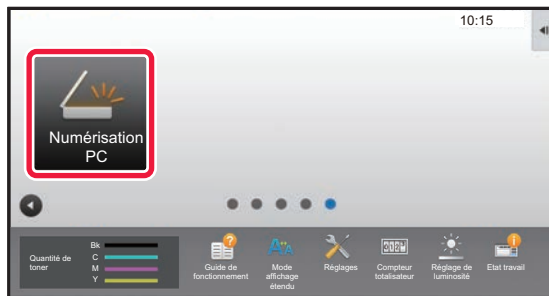 10:15
Numérisation
PC
Quantité de
toner
Bk
C
M
Y
Guide de
fonctionnement
Mode
affichage
étendu
Réglages
Compteur
totalisateur
Réglage de
luminosité
Etat travail